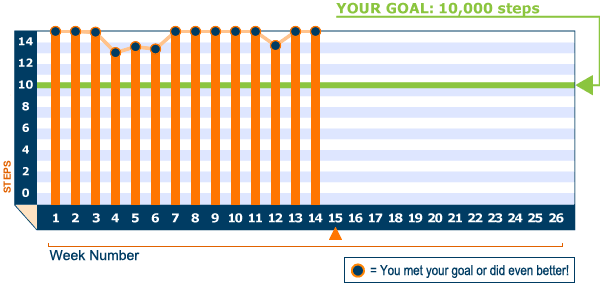 YOUR GOAL: 10,000 steps
14
12
10
8
6
4
2
0
STEPS
1 2 3 4 5 6 7 8 9 10 11 12 13 14 15 16 17 18 19 20 21 22 23 24 25 26
Week Number
= You met your goal or did even better!